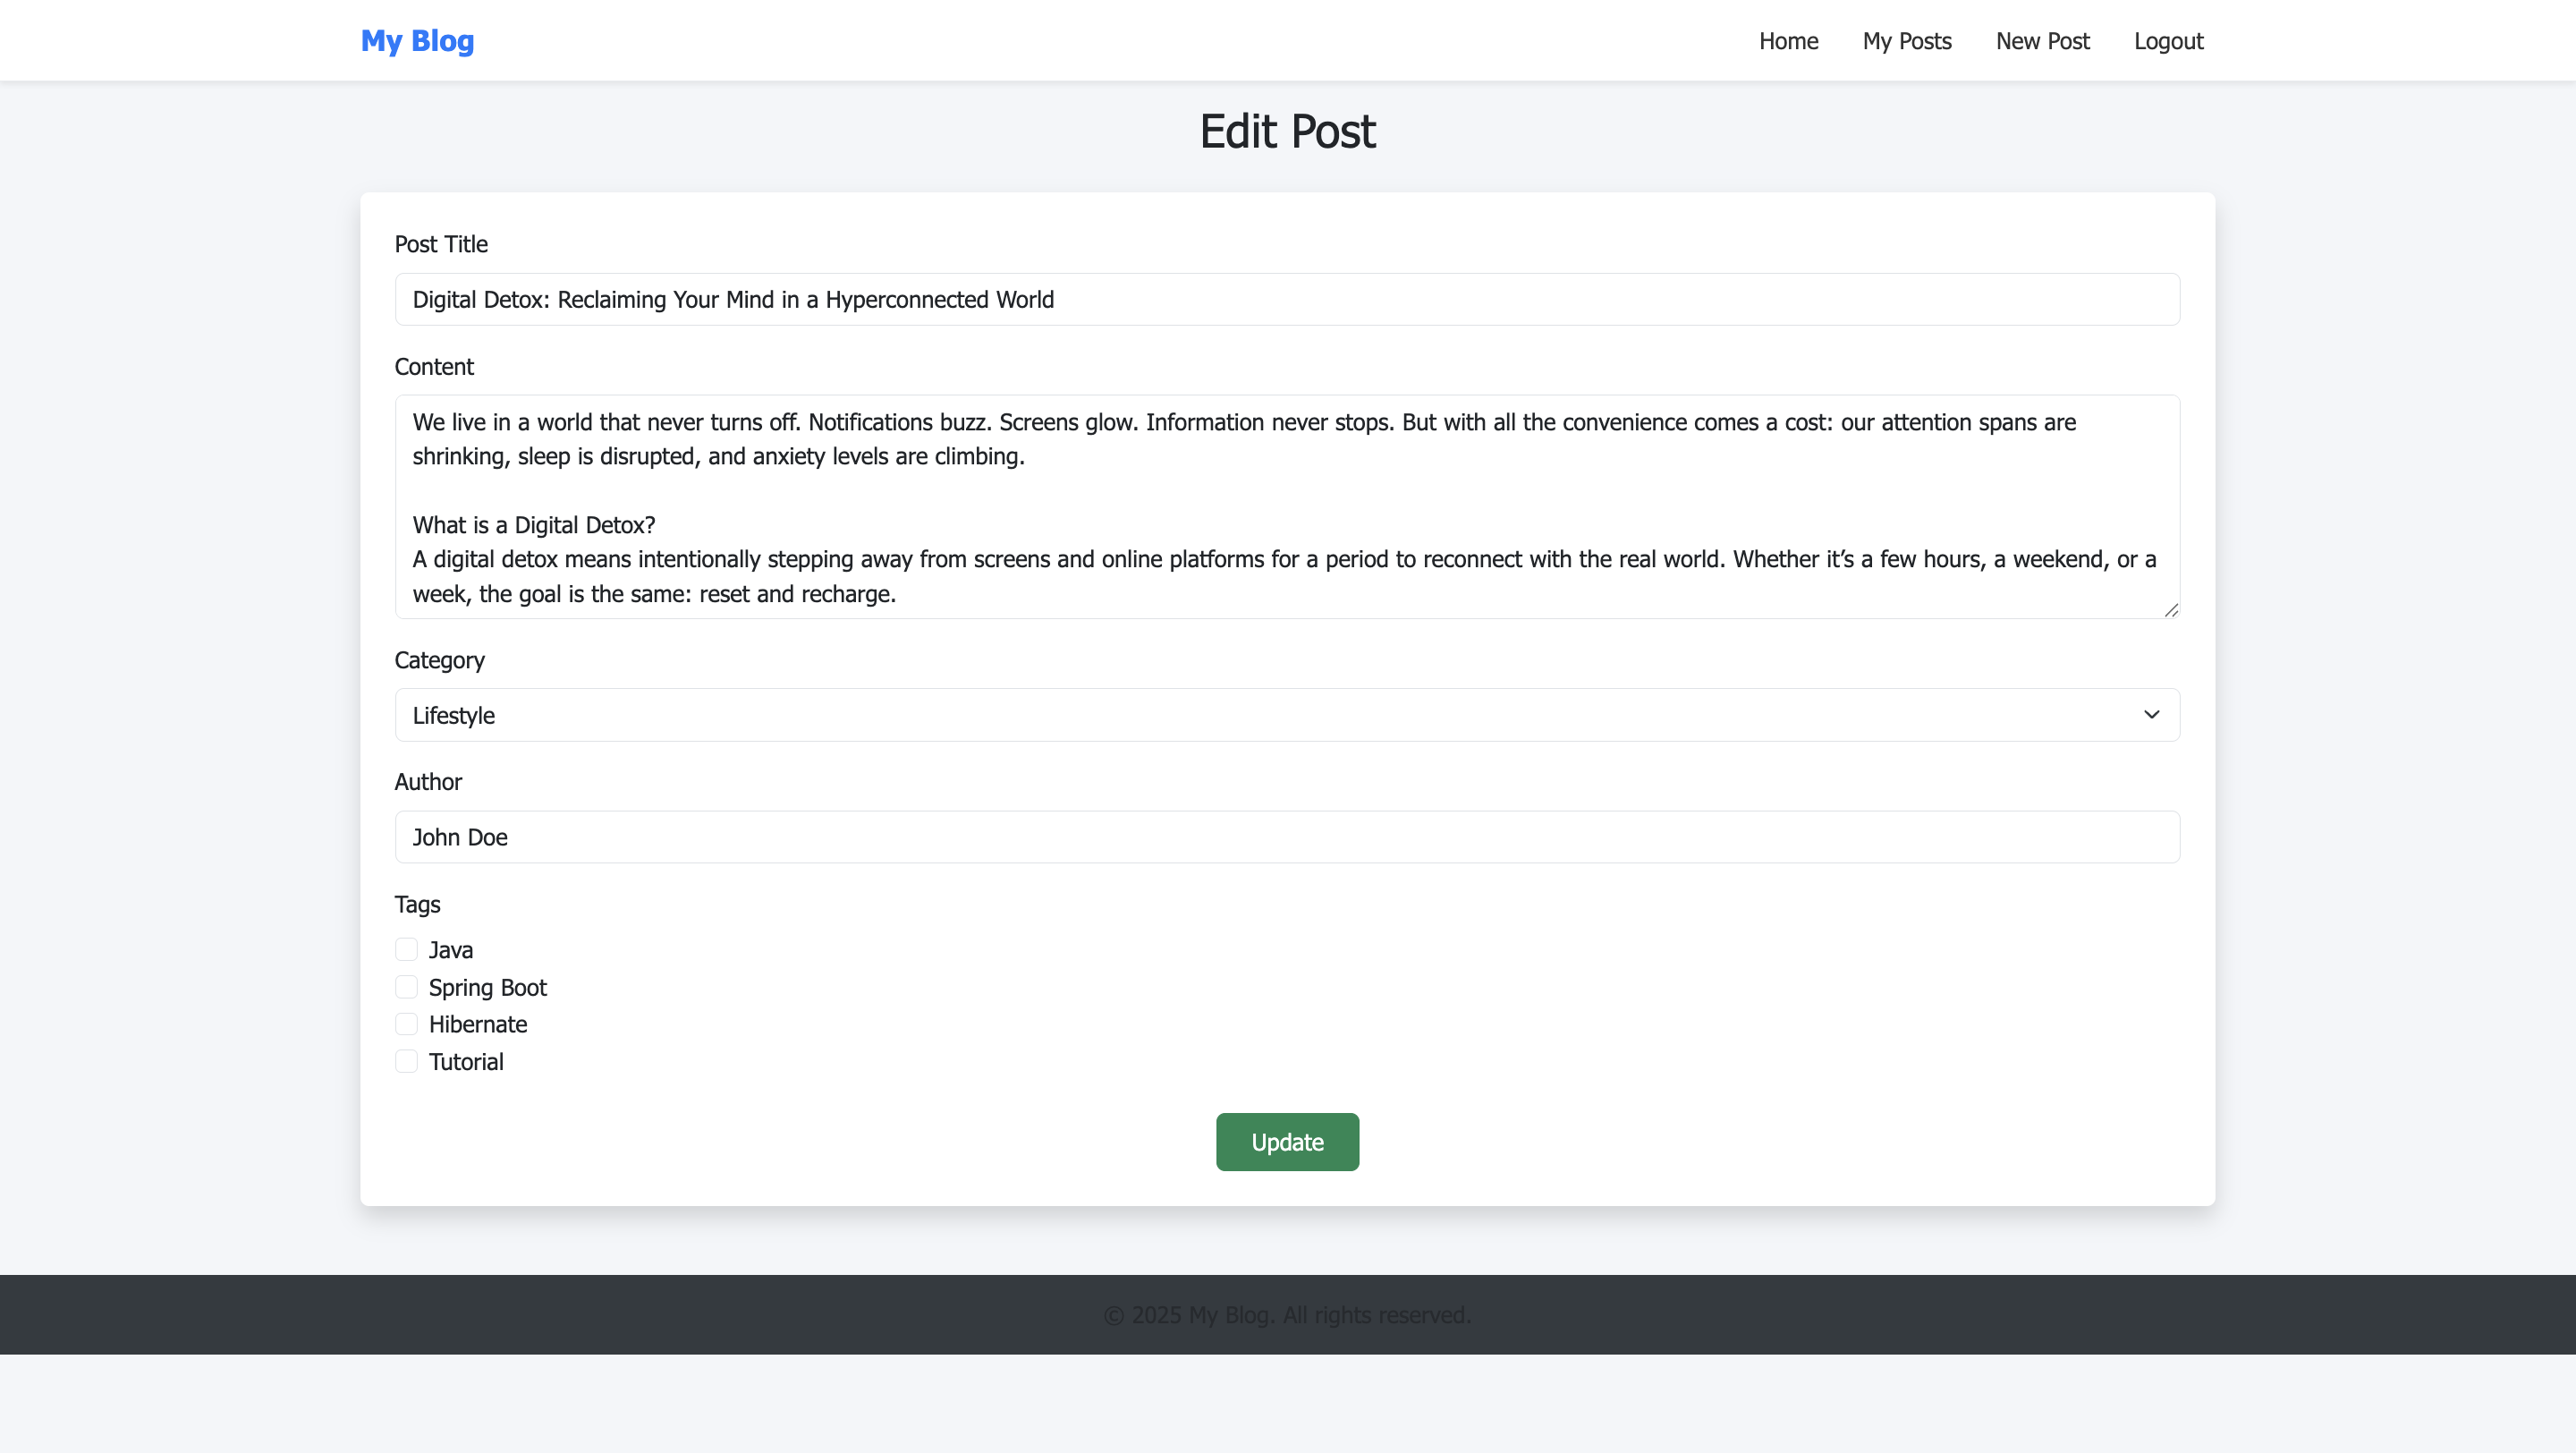 My Blog
Home
My Posts
New Post
Logout
Edit Post
Post Title
Digital Detox: Reclaiming Your Mind in a Hyperconnected World
Content
We live in a world that never turns off. Notifications buzz. Screens glow. Information never stops. But with all the convenience comes a cost: our attention spans are
shrinking, sleep is disrupted, and anxiety levels are climbing.
What is a Digital Detox?
A digital detox means intentionally stepping away from screens and online platforms for a period to reconnect with the real world. Whether it’s a few hours, a weekend, or a
week, the goal is the same: reset and recharge.
Category
Lifestyle
Author
John Doe
Tags
Java
Spring Boot
Hibernate
Tutorial
Update
© 2025 My Blog. All rights reserved.